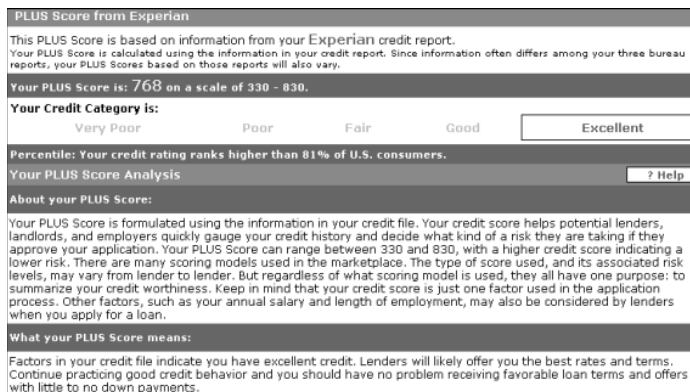 PLUS Score from Experian
This PLUS Score is based on information from your Experian credit report.
Your PLUS Score is calculated using the information in your credit report. Since information often differs among your three bureau
reports, your PLUS Scores based on those reports will also vary.
Your PLUS Score is: 768 on a scale of 330 - 830.
Your Credit Category is:
Very Poor Poor Fair Good Excellent
Percentile: Your credit rating ranks higher than 81% of U.S. consumers.
Your PLUS Score Analysis ? Help
About your PLUS Score:
Your PLUS Score is formulated using the information in your credit file. Your credit score helps potential lenders,
landlords, and employers quickly gauge your credit history and decide what kind of a risk they are taking if they
approve your application. Your PLUS Score can range between 330 and 830, with a higher credit score indicating a
lower risk. There are many scoring models used in the marketplace. The type of score used, and its associated risk
levels, may vary from lender to lender. But regardless of what scoring model is used, they all have one purpose: to
summarize your credit worthiness. Keep in mind that your credit score is just one factor used in the application
process. Other factors, such as your annual salary and length of employment, may also be considered by lenders
when you apply for a loan.
What your PLUS Score means:
Factors in your credit file indicate you have excellent credit. Lenders will likely offer you the best rates and terms.
Continue practicing good credit behavior and you should have no problem receiving favorable loan terms and offers
with little to no down payments.